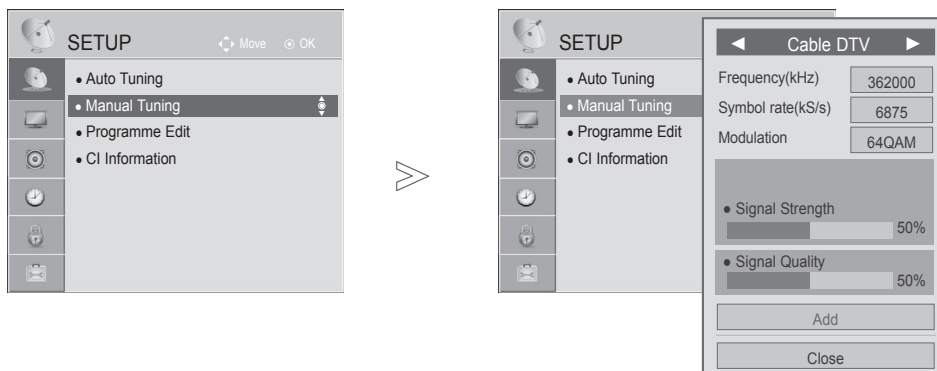 SETUP
Move OK
• Auto Tuning
• Manual Tuning
• Programme Edit
• CI Information
SETUP
• Auto Tuning
• Manual Tuning
• Programme Edit
• CI Information
◄ Cable DTV ►
Frequency(kHz) 362000
Symbol rate(kS/s) 6875
Modulation 64QAM
• Signal Strength
50%
• Signal Quality
50%
Add
Close